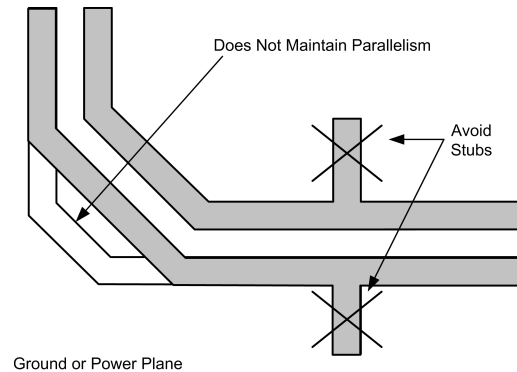 Does Not Maintain Parallelism
Avoid
Stubs
Ground or Power Plane